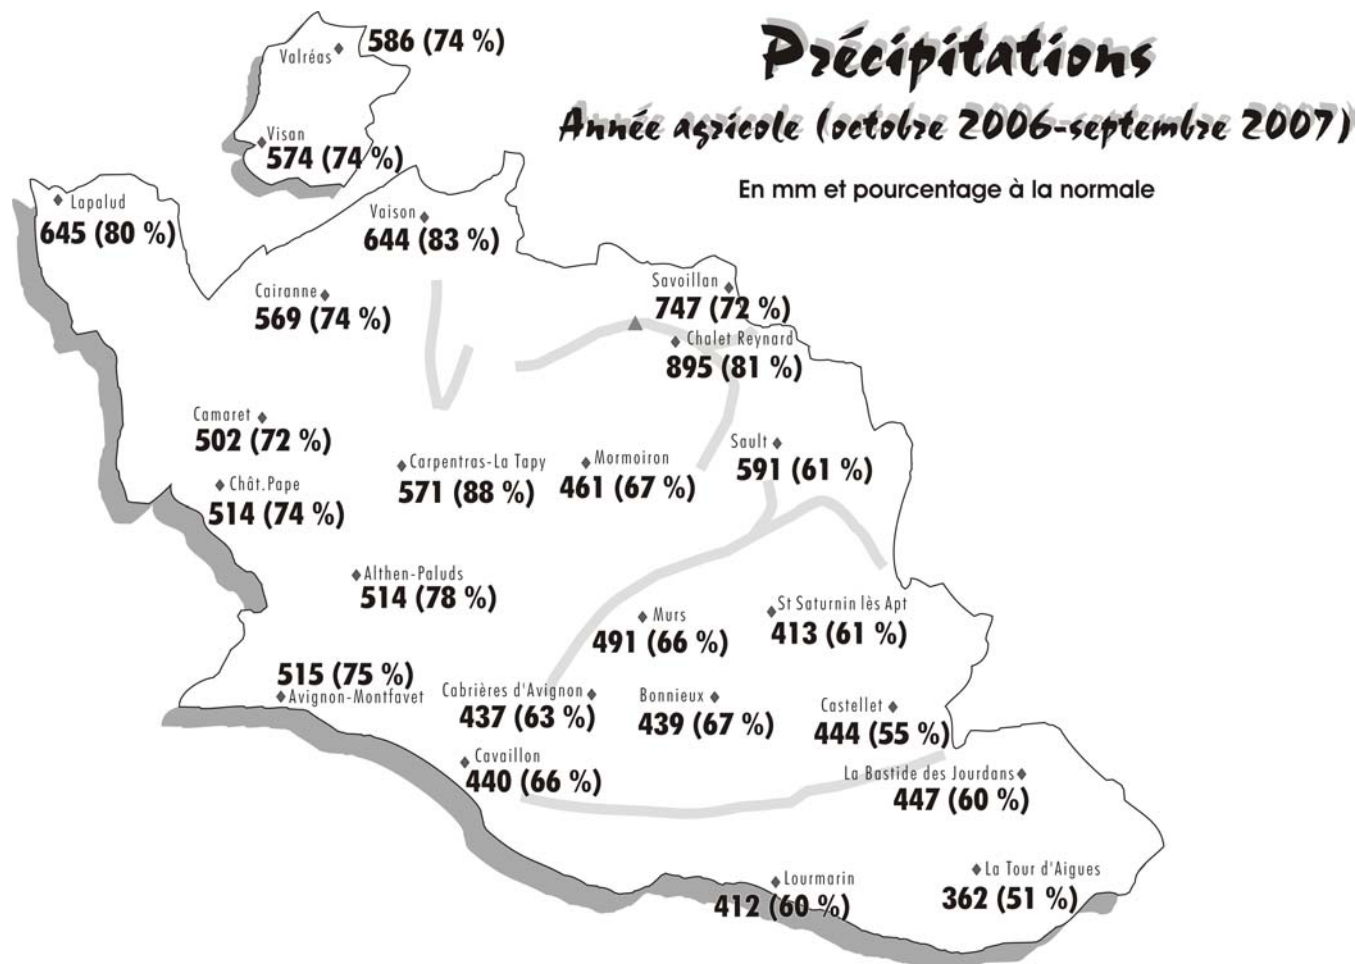 Précipitations
Année agricole (octobre 2006-septembre 2007)
En mm et pourcentage à la normale
586 (74 %)
Valréas
Visan
574 (74 %)
Lapalud
645 (80 %)
Vaison
644 (83 %)
Cairanne
569 (74 %)
Savoillan
747 (72 %)
Chalet Reynard
895 (81 %)
Camaret
502 (72 %)
Carpentras-La Tapy
571 (88 %)
Mormoiron
461 (67 %)
Sault
591 (61 %)
Chât.Pape
514 (74 %)
Althen-Paluds
514 (78 %)
Murs
491 (66 %)
St Saturnin lès Apt
413 (61 %)
515 (75 %)
Avignon-Montfavet
Cabrières d'Avignon
437 (63 %)
Bonnieux
439 (67 %)
Castellet
444 (55 %)
Cavaillon
440 (66 %)
La Bastide des Jourdans
447 (60 %)
Lourmarin
412 (60 %)
La Tour d'Aigues
362 (51 %)